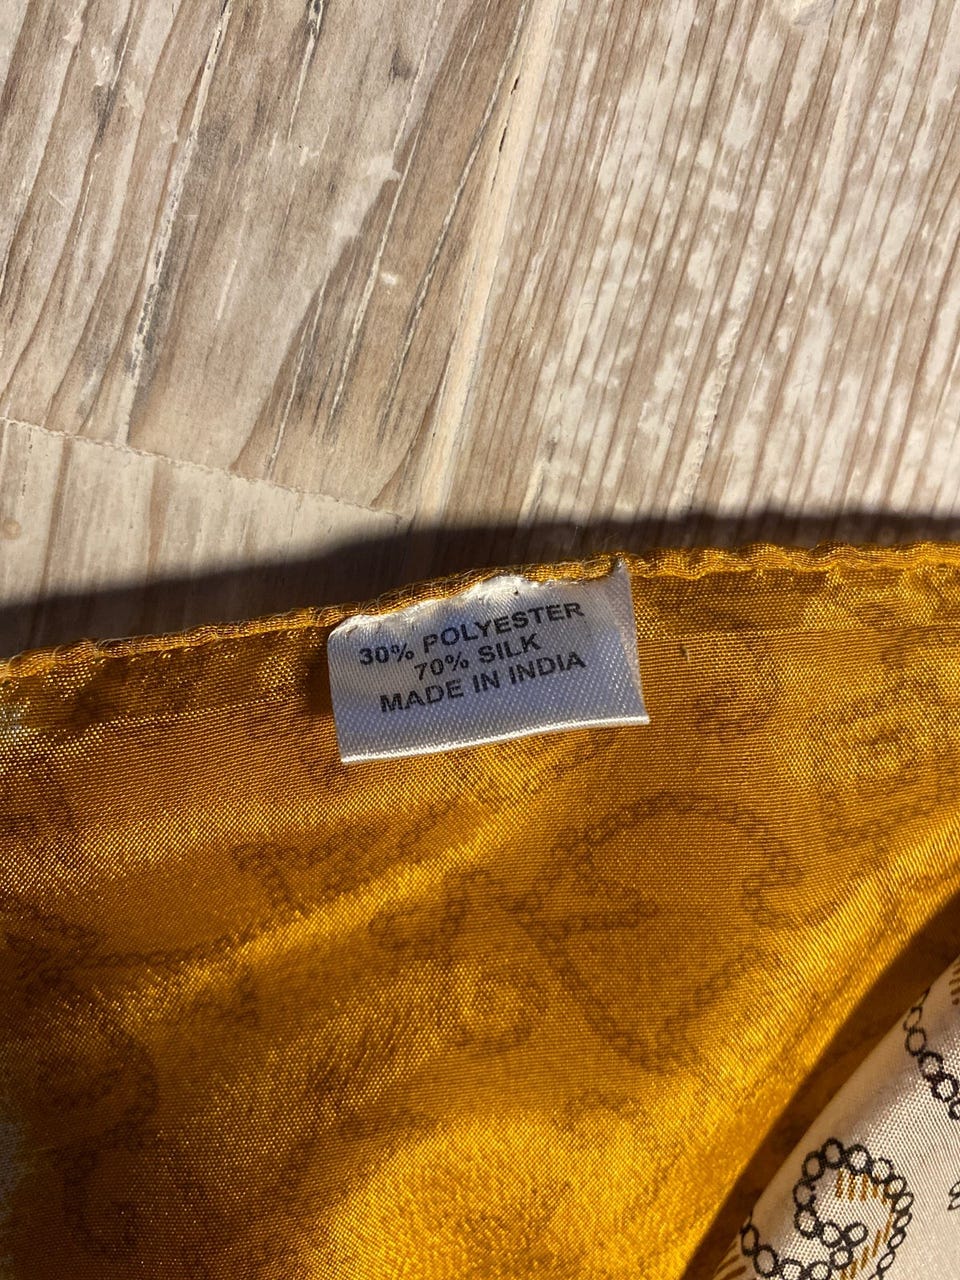 30% POLYESTER
70% SILK
MADE IN INDIA